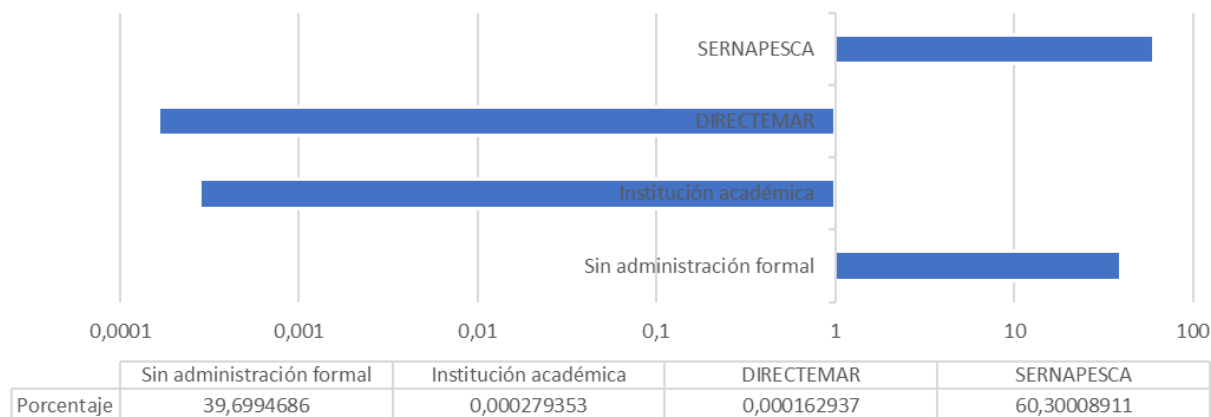 SERNAPESCA
DIRECTEMAR
Institución académica
Sin administración formal
0,0001 0,001 0,01 0,1 1 10 100
Sin administración formal Institución académica DIRECTEMAR SERNAPESCA
Porcentaje 39,6994686 0,000279353 0,000162937 60,30008911